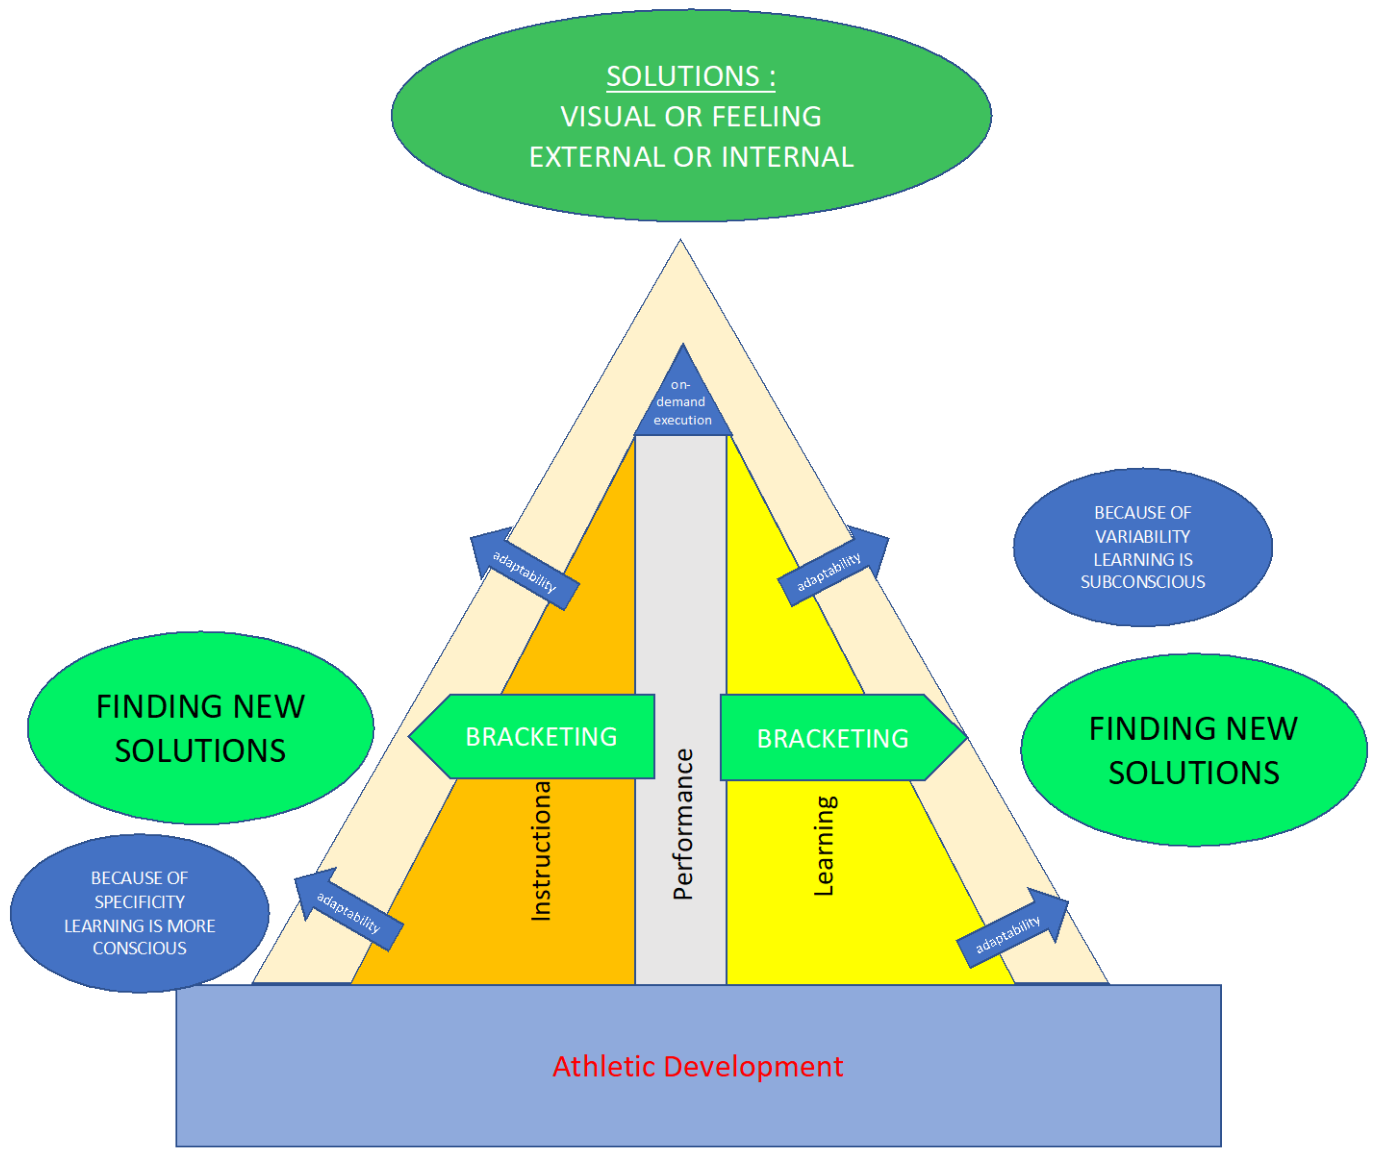 SOLUTIONS :
VISUAL OR FEELING
EXTERNAL OR INTERNAL
on-
demand
execution
adaptability
adaptability
BECAUSE OF
VARIABILITY
LEARNING IS
SUBCONSCIOUS
FINDING NEW
SOLUTIONS
BRACKETING
BRACKETING
FINDING NEW
SOLUTIONS
Instructiona
Performance
Learning
BECAUSE OF
SPECIFICITY
LEARNING IS MORE
CONSCIOUS
adaptability
adaptability
Athletic Development